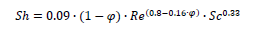 Sh = 0.09 · (1 − φ) · Re^(0.8−0.16·φ) · Sc^0.33